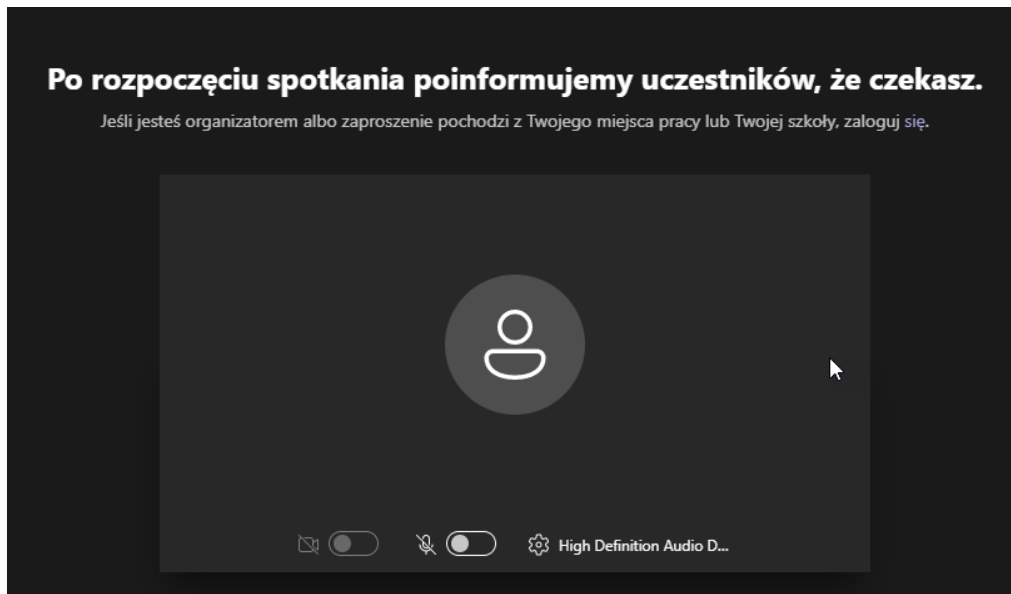 Po rozpoczęciu spotkania poinformujemy uczestników, że czekasz.
Jeśli jesteś organizatorem albo zaproszenie pochodzi z Twojego miejsca pracy lub Twojej szkoły, zaloguj się.
High Definition Audio D...